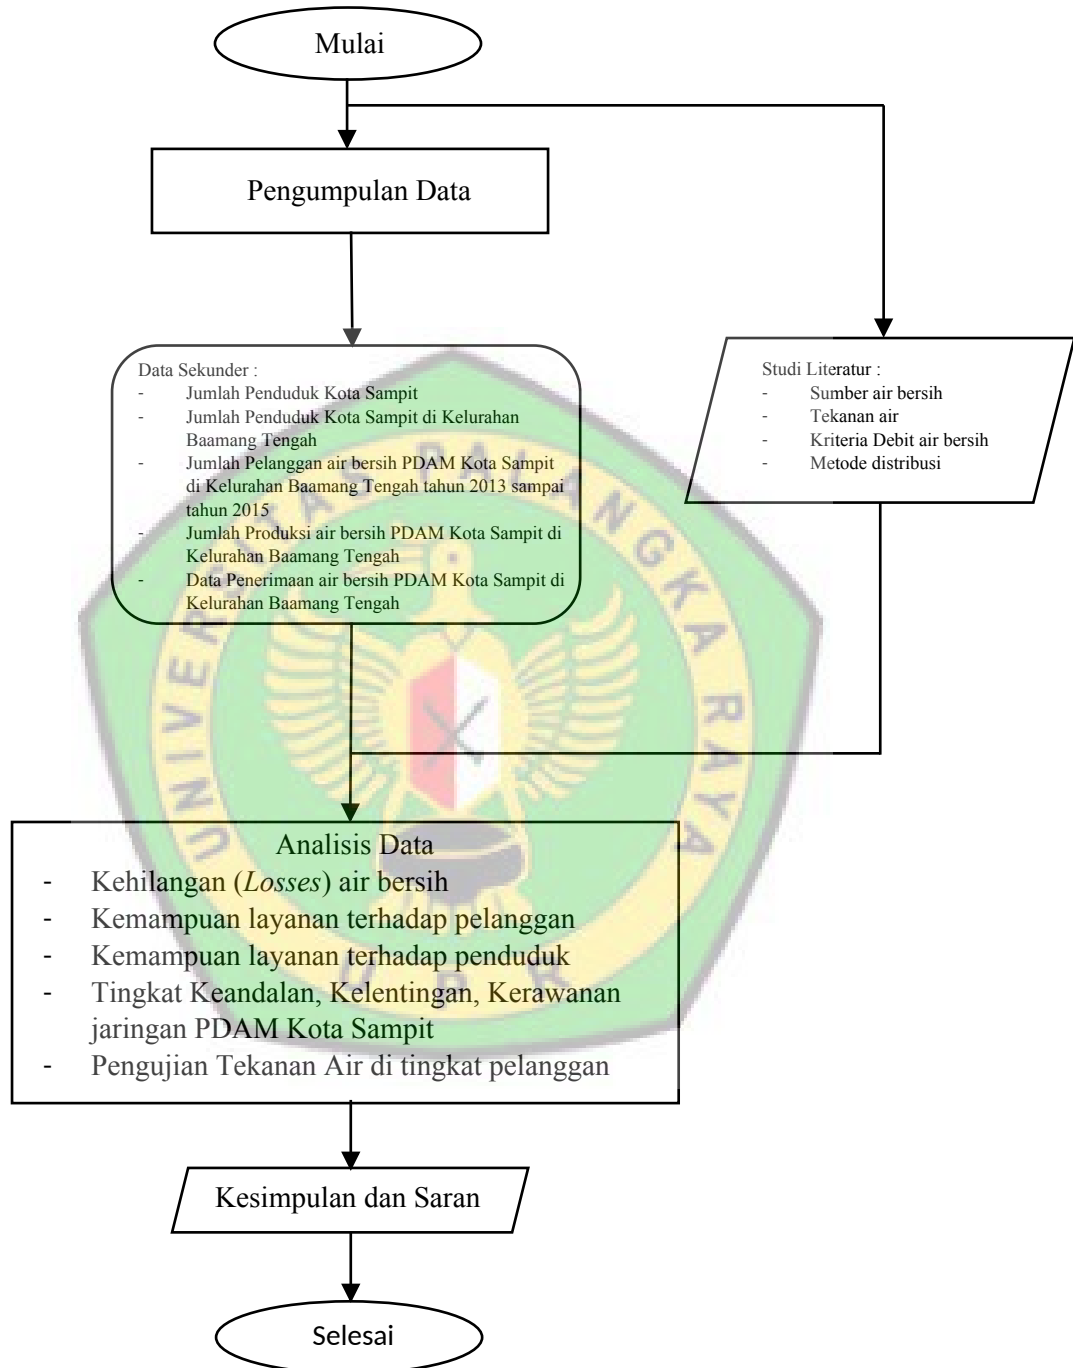 Mulai
Pengumpulan Data
Data Sekunder :
- Jumlah Penduduk Kota Sampit
- Jumlah Penduduk Kota Sampit di Kelurahan
Baamang Tengah
- Jumlah Pelanggan air bersih PDAM Kota Sampit
di Kelurahan Baamang Tengah tahun 2013 sampai
tahun 2015
- Jumlah Produksi air bersih PDAM Kota Sampit di
Kelurahan Baamang Tengah
- Data Penerimaan air bersih PDAM Kota Sampit di
Kelurahan Baamang Tengah
Studi Literatur :
- Sumber air bersih
- Tekanan air
- Kriteria Debit air bersih
- Metode distribusi
UNIVERSITAS PALANGKA RAYA
Analisis Data
- Kehilangan (Losses) air bersih
- Kemampuan layanan terhadap pelanggan
- Kemampuan layanan terhadap penduduk
- Tingkat Keandalan, Kelentingan, Kerawanan
jaringan PDAM Kota Sampit
- Pengujian Tekanan Air di tingkat pelanggan
U P R
Kesimpulan dan Saran
Selesai